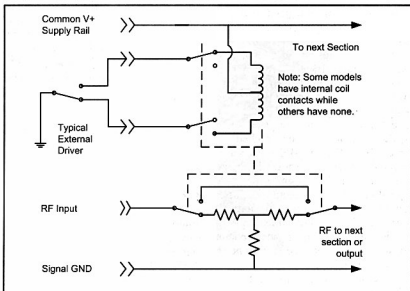 Common V+
Supply Rail
To next Section
Note: Some models
have internal coil
contacts while
others have none.
Typical
External
Driver
RF Input
RF to next
section or
output
Signal GND